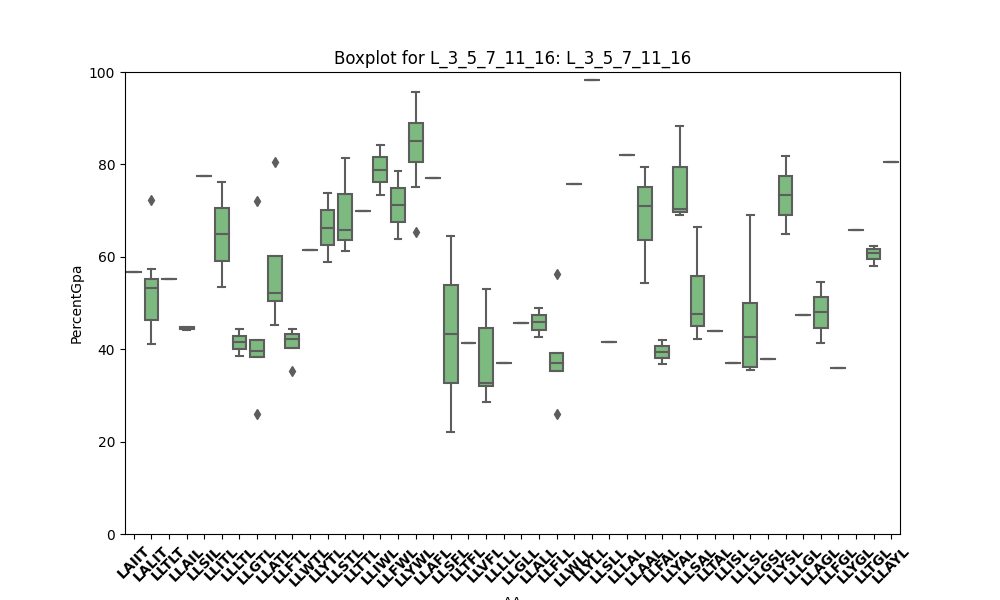 Boxplot for L_3_5_7_11_16: L_3_5_7_11_16
100
80
60
40
20
0
PercentGpa
LAIIT LALIT LLTLT LLAIL LLSIL LLITL LLLTL LLGTL LLATL LLFTL LLWTL LLYTL LLSTL LLTTL LLIWL LLFWL LLYWL LLAFL LLSFL LLTFL LLVFL LLLLL LLGLL LLALL LLFLL LLWLL LLYLL LLSLL LLLAL LLAAL LLFAL LLYAL LLSAL LLTAL LLISL LLLSL LLGSL LLYSL LLLGL LLAGL LLFGL LLYGL LLTGL LLAYL